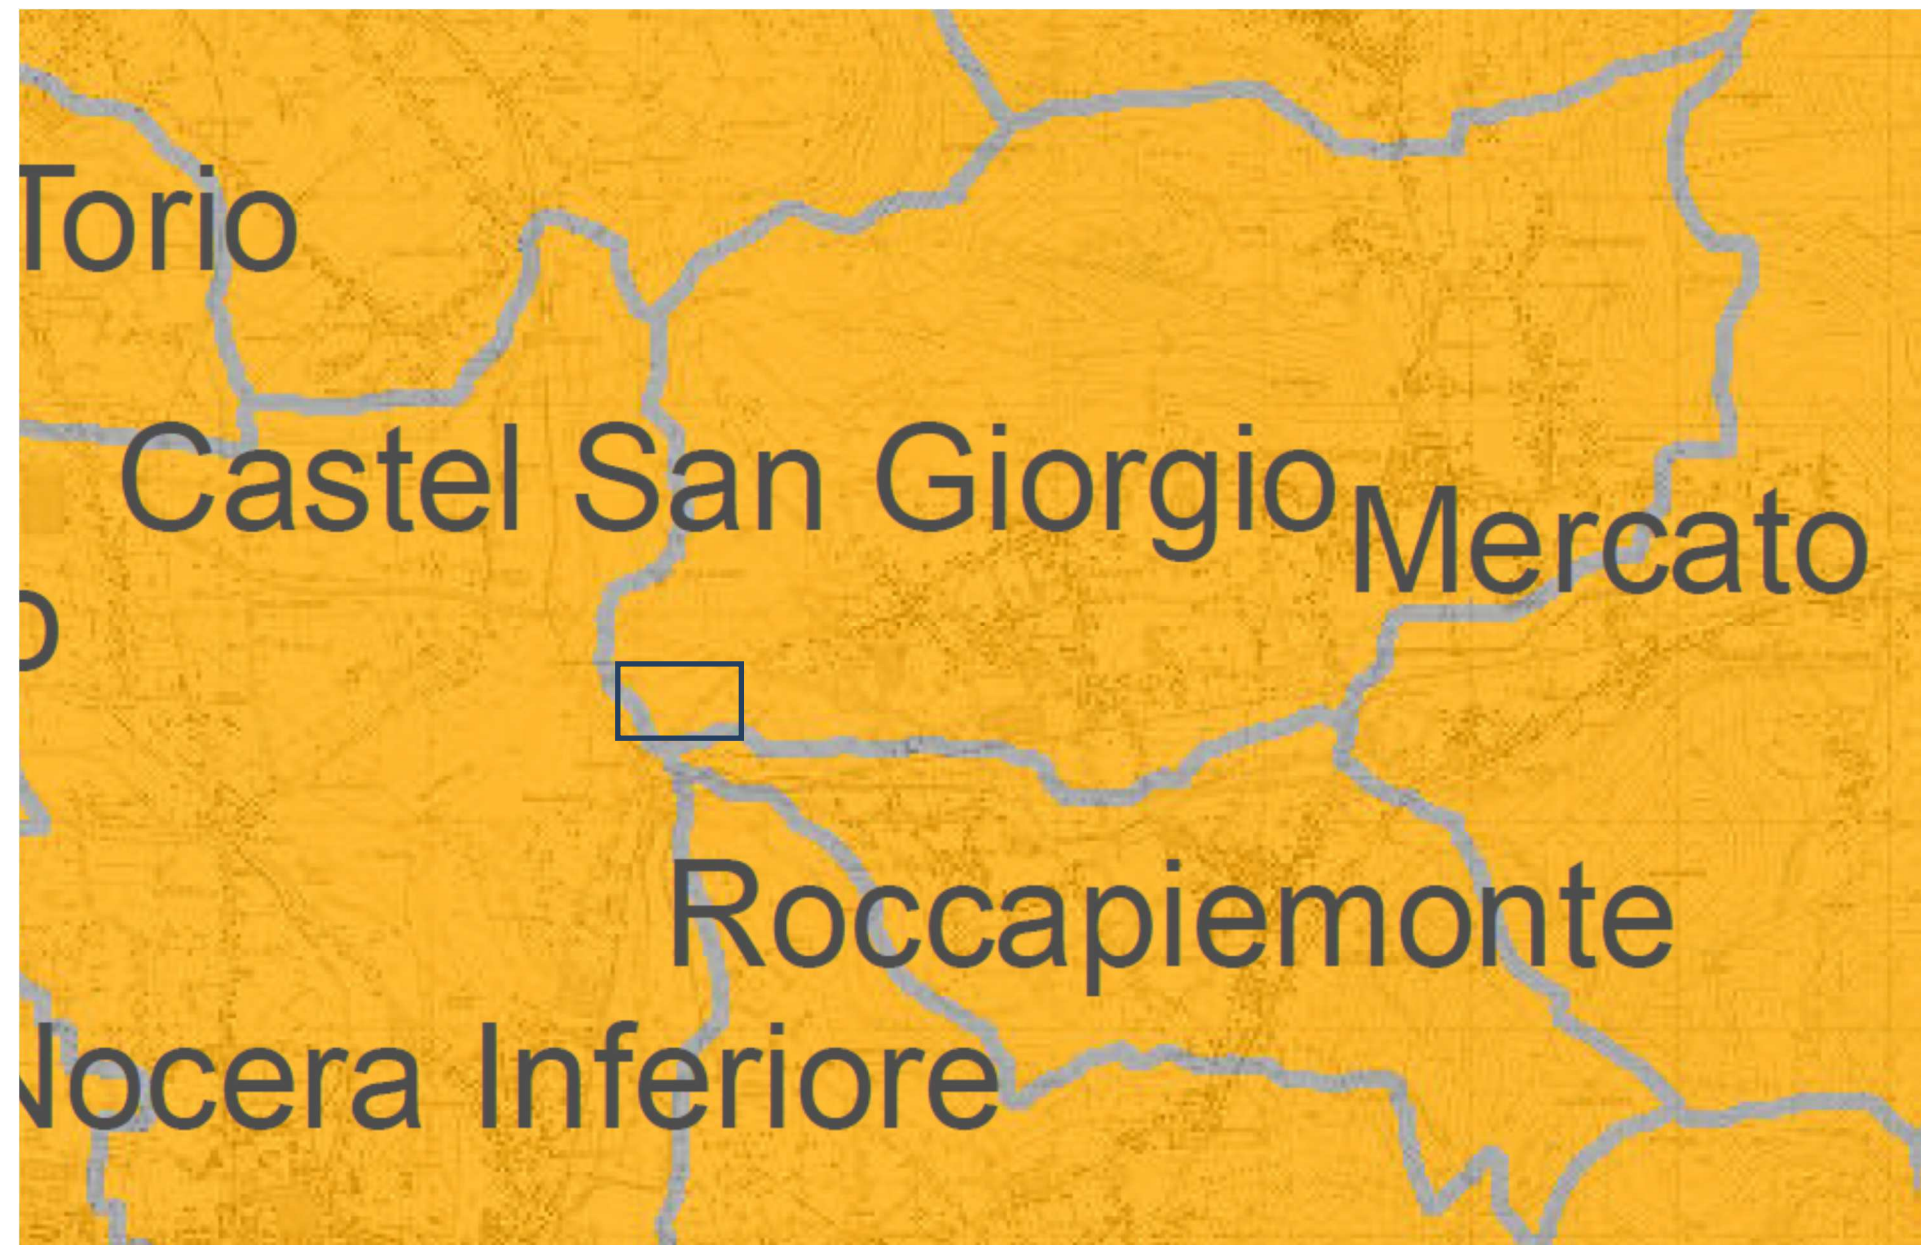 Torio
Castel San Giorgio
Mercato
o
Roccapiemonte
Nocera Inferiore